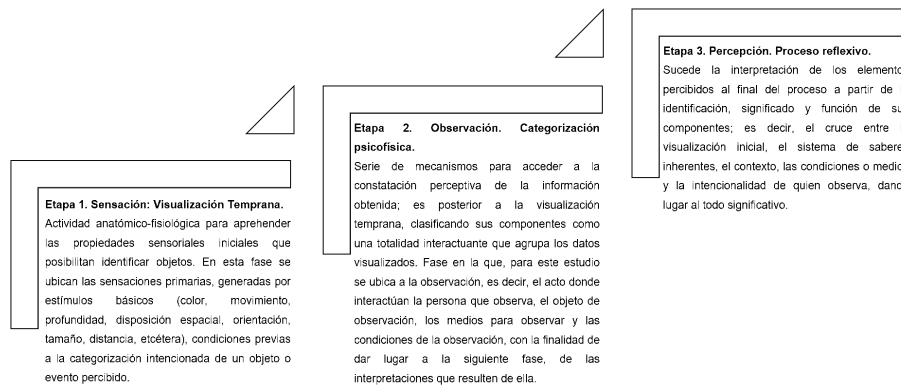 Etapa 1. Sensación: Visualización Temprana.
Actividad anatómico-fisiológica para aprehender
las propiedades sensoriales iniciales que
posibilitan identificar objetos. En esta fase se
ubican las sensaciones primarias, generadas por
estímulos básicos (color, movimiento,
profundidad, disposición espacial, orientación,
tamaño, distancia, etcétera), condiciones previas
a la categorización intencionada de un objeto o
evento percibido.
Etapa 2. Observación. Categorización
psicofísica.
Serie de mecanismos para acceder a la
constatación perceptiva de la información
obtenida; es posterior a la visualización
temprana, clasificando sus componentes como
una totalidad interactuante que agrupa los datos
visualizados. Fase en la que, para este estudio
se ubica a la observación, es decir, el acto donde
interactúan la persona que observa, el objeto de
observación, los medios para observar y las
condiciones de la observación, con la finalidad de
dar lugar a la siguiente fase, de las
interpretaciones que resulten de ella.
Etapa 3. Percepción. Proceso reflexivo.
Sucede la interpretación de los
percibidos al final del proceso a partir de
identificación, significado y función de
componentes; es decir, el cruce entre
visualización inicial, el sistema de
inherentes, el contexto, las condiciones o
y la intencionalidad de quien observa,
lugar al todo significativo.